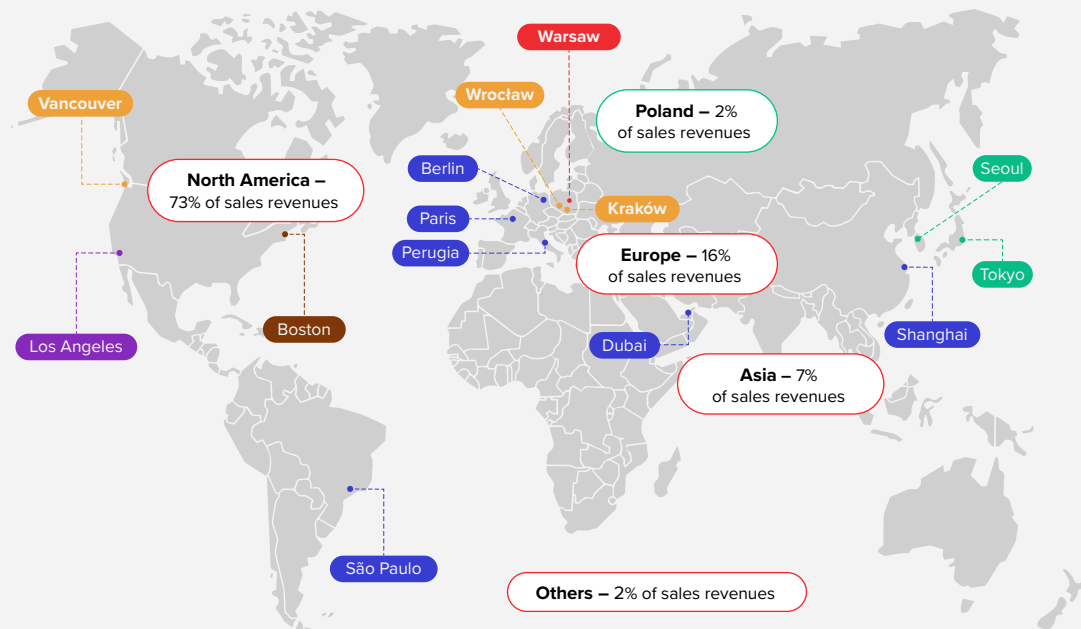 Warsaw
Wrocław
Vancouver
Poland – 2%
of sales revenues
Berlin
Seoul
North America –
73% of sales revenues
Paris
Kraków
Perugia
Europe – 16%
of sales revenues
Tokyo
Boston
Los Angeles
Dubai
Shanghai
Asia – 7%
of sales revenues
São Paulo
Others – 2% of sales revenues